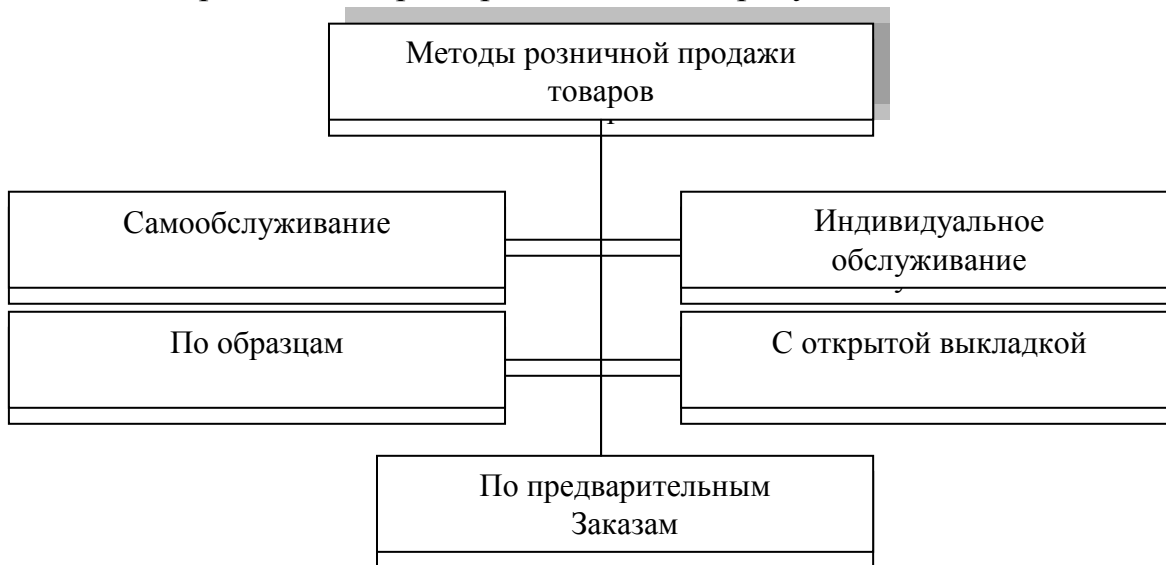 Методы розничной продажи
товаров
Самообслуживание
Индивидуальное
обслуживание
По образцам
С открытой выкладкой
По предварительным
Заказам